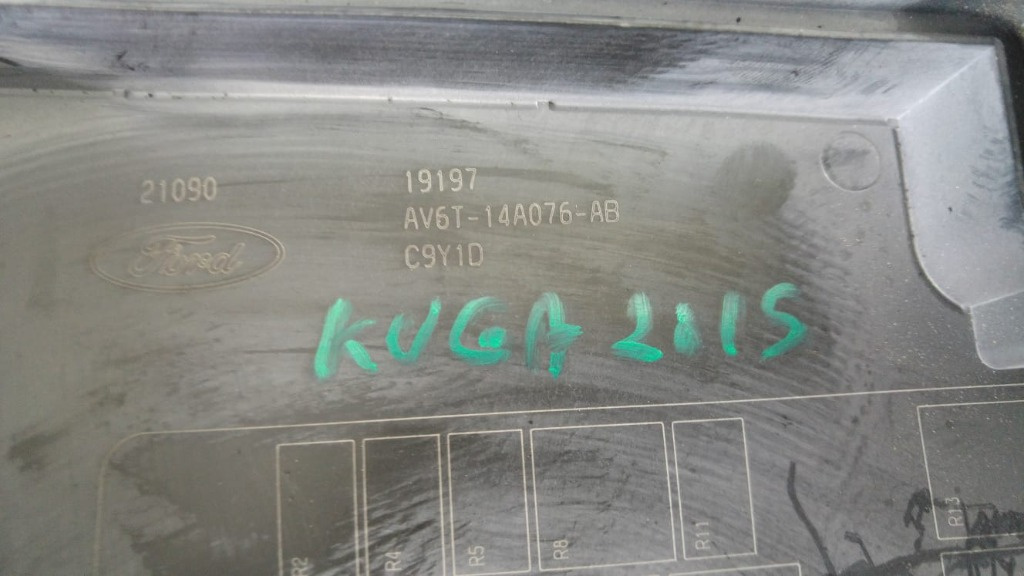 21090
19197
AV6T-14A076-AB
C9Y1D
Ford
KUGA 2015
R2
R4
R5
R8
R11
R13